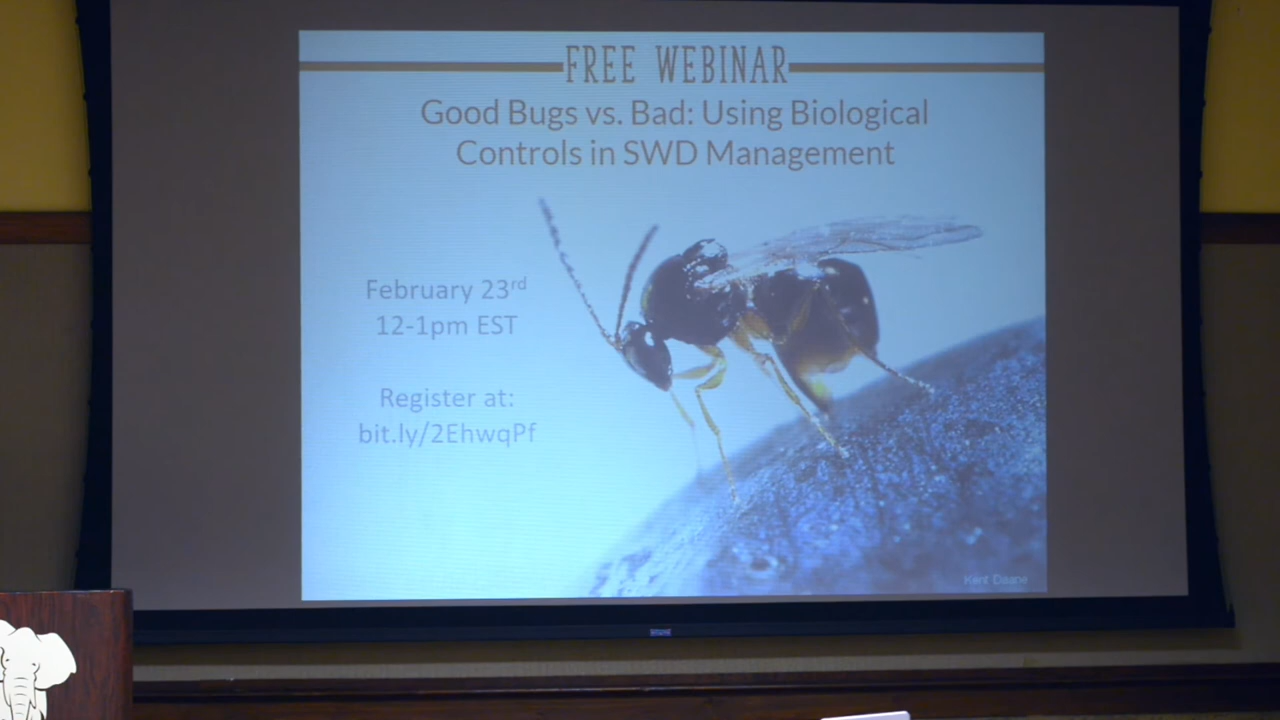 FREE WEBINAR
Good Bugs vs. Bad: Using Biological
Controls in SWD Management
February 23rd
12-1pm EST
Register at:
bit.ly/2EhwqPf
Kent Daane